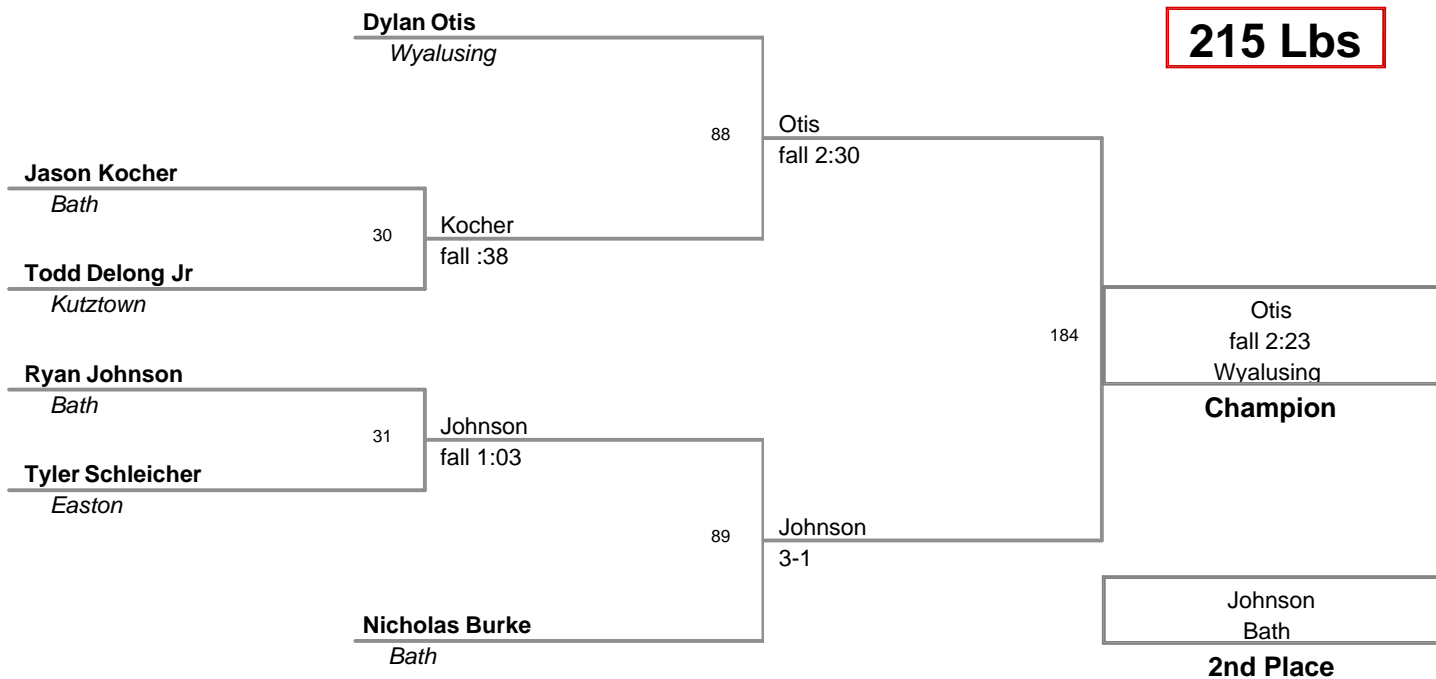 Dylan Otis
Wyalusing
215 Lbs
88
Otis
fall 2:30
Jason Kocher
Bath
30
Kocher
fall :38
Todd Delong Jr
Kutztown
184
Otis
fall 2:23
Wyalusing
Champion
Ryan Johnson
Bath
31
Johnson
fall 1:03
Tyler Schleicher
Easton
89
Johnson
3-1
Nicholas Burke
Bath
Johnson
Bath
2nd Place